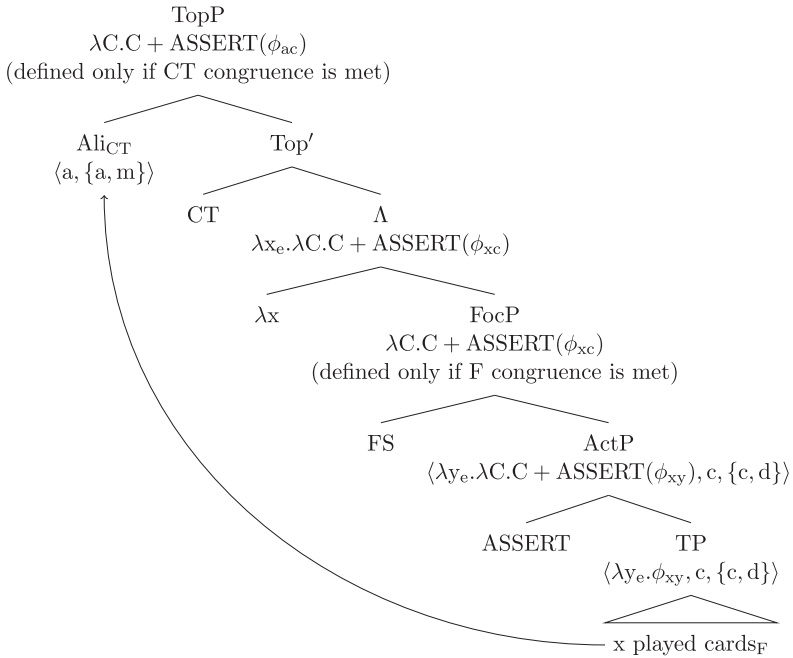 TopP
λC.C + ASSERT(ϕac)
(defined only if CT congruence is met)
AliCT
Top′
⟨a, {a, m}⟩
CT
Λ
λxe.λC.C + ASSERT(ϕxc)
λx
FocP
λC.C + ASSERT(ϕxc)
(defined only if F congruence is met)
FS
ActP
⟨λye.λC.C + ASSERT(ϕxy), c, {c, d}⟩
ASSERT
TP
⟨λye.ϕxy, c, {c, d}⟩
x played cardsF